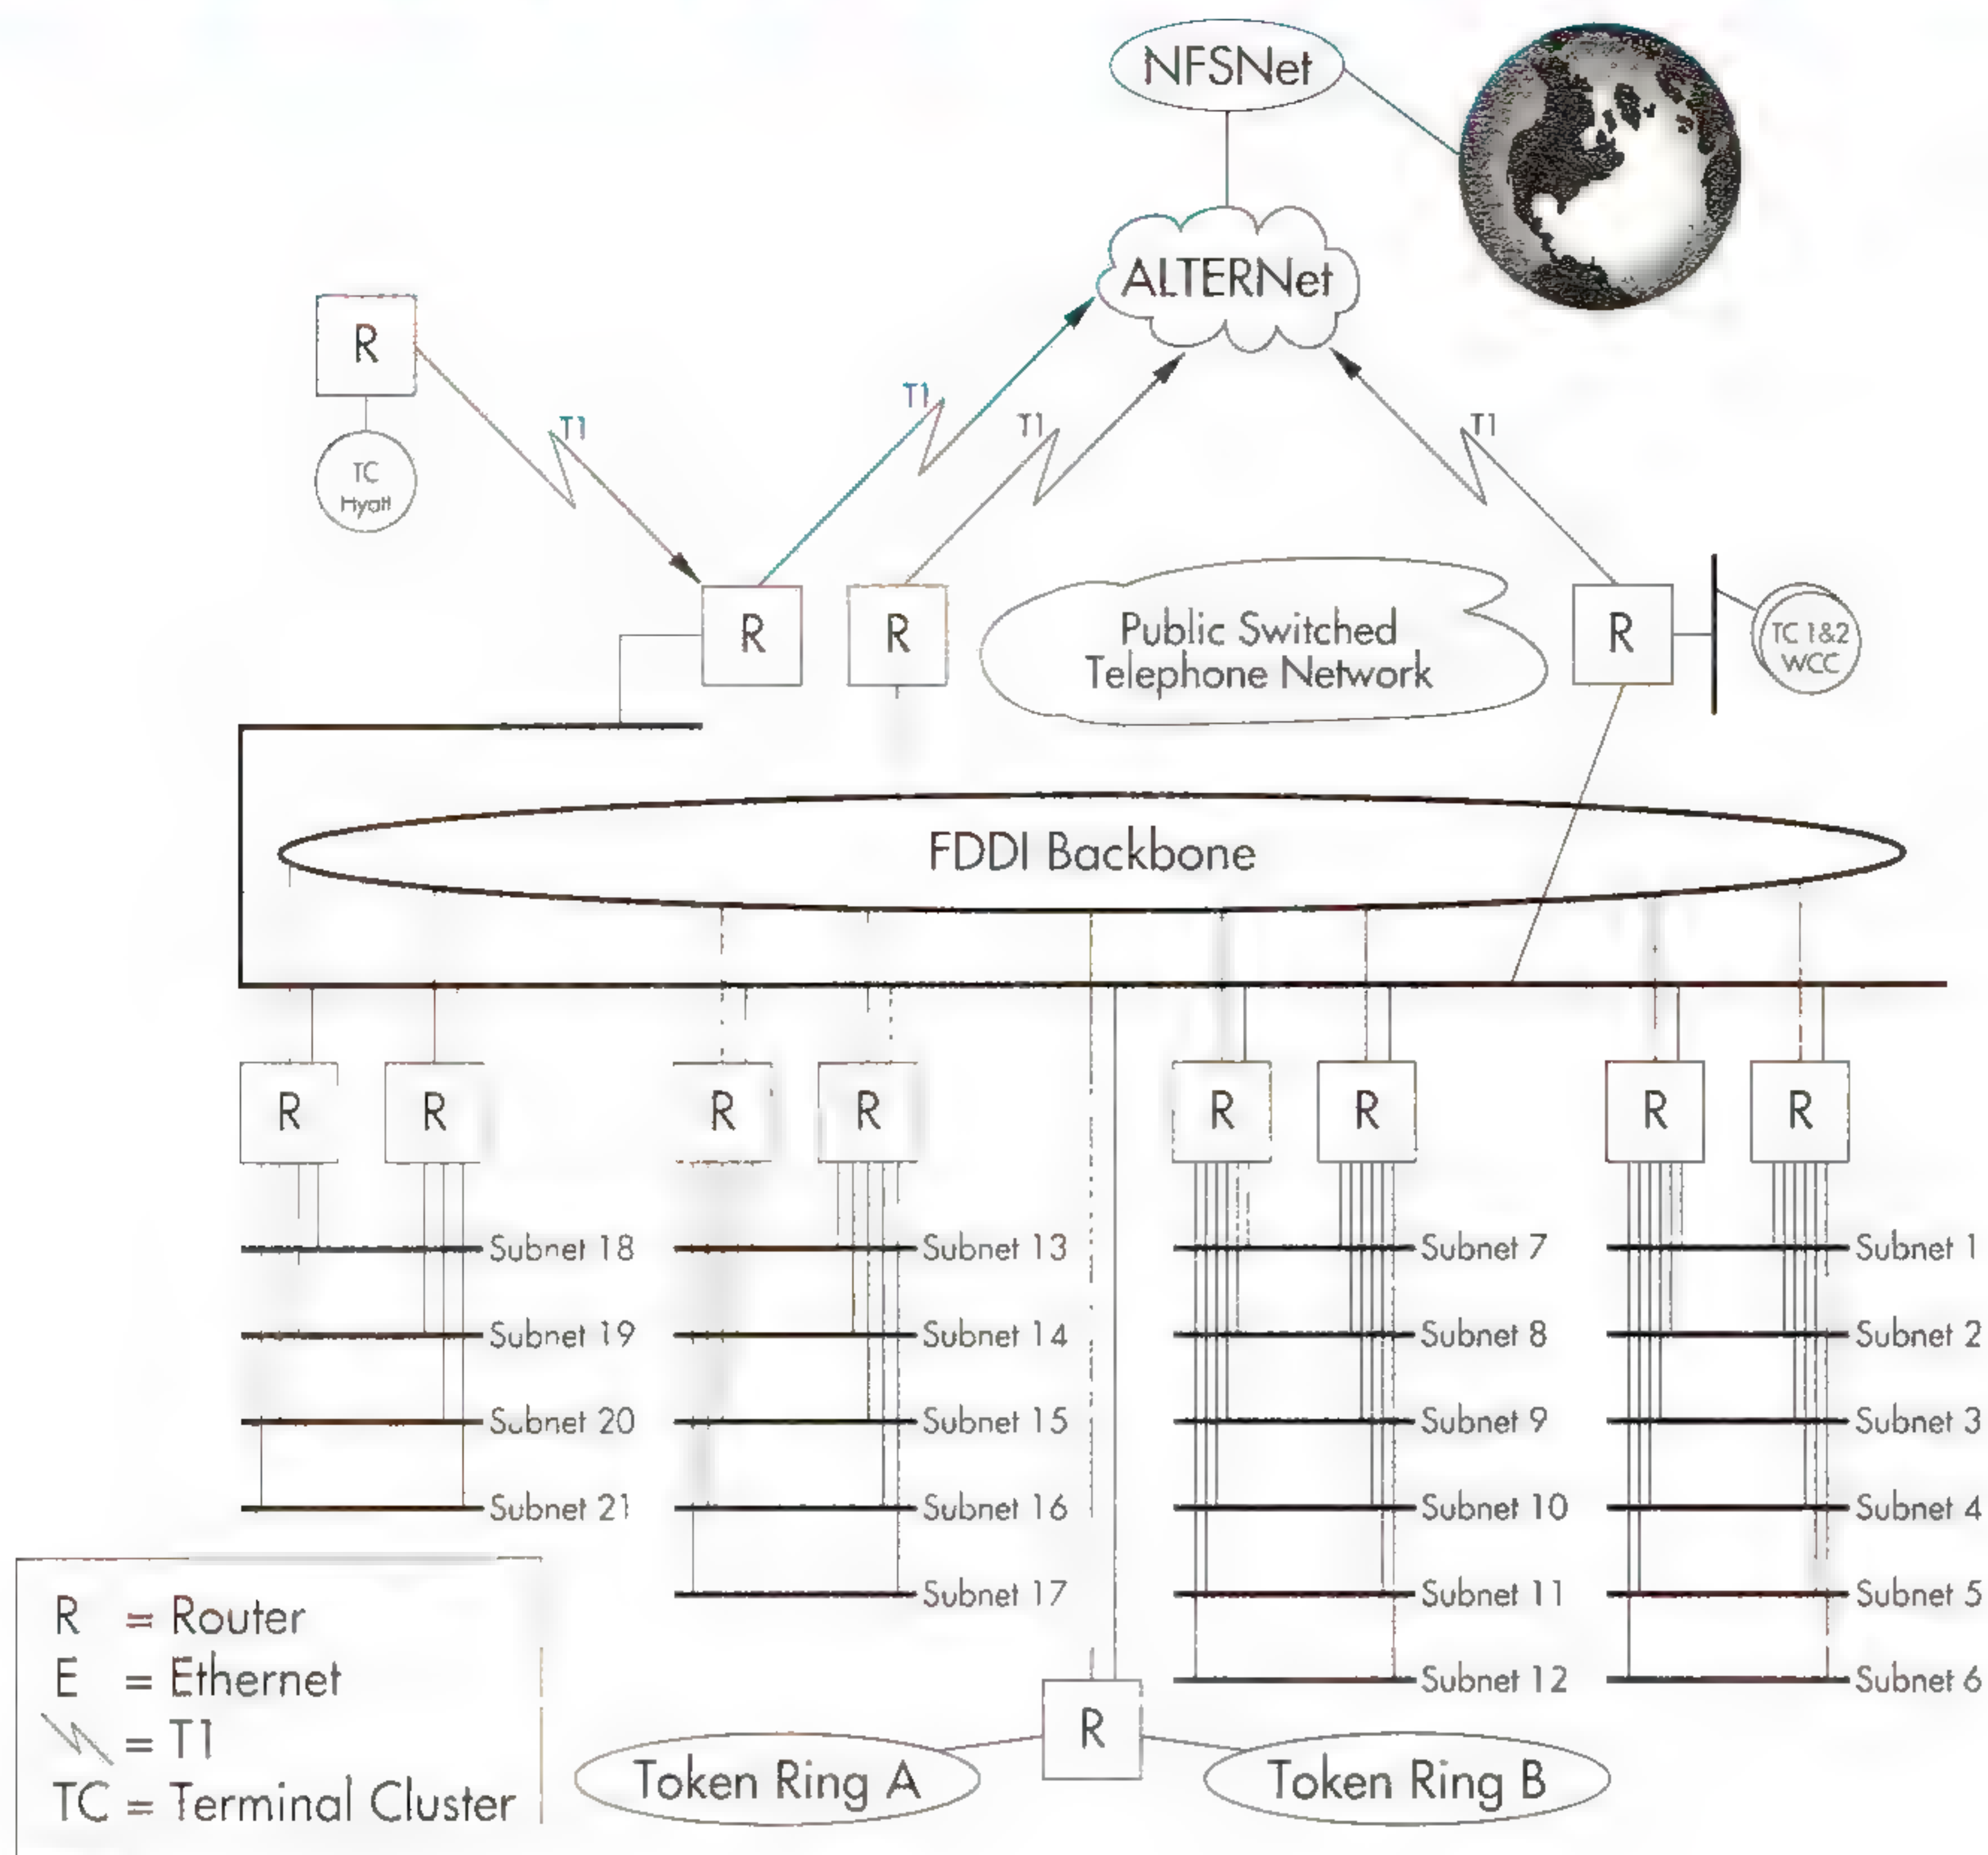 NFSNet
ALTERNet
R
TC
Hyatt
T1
T1
T1
T1
R
R
Public Switched
Telephone Network
R
TC 1&2
WCC
FDDI Backbone
R
R
R
R
R
R
R
R
Subnet 18
Subnet 19
Subnet 20
Subnet 21
Subnet 13
Subnet 14
Subnet 15
Subnet 16
Subnet 17
Subnet 7
Subnet 8
Subnet 9
Subnet 10
Subnet 11
Subnet 12
Subnet 1
Subnet 2
Subnet 3
Subnet 4
Subnet 5
Subnet 6
R = Router
E = Ethernet
= T1
TC = Terminal Cluster
R
Token Ring A
Token Ring B